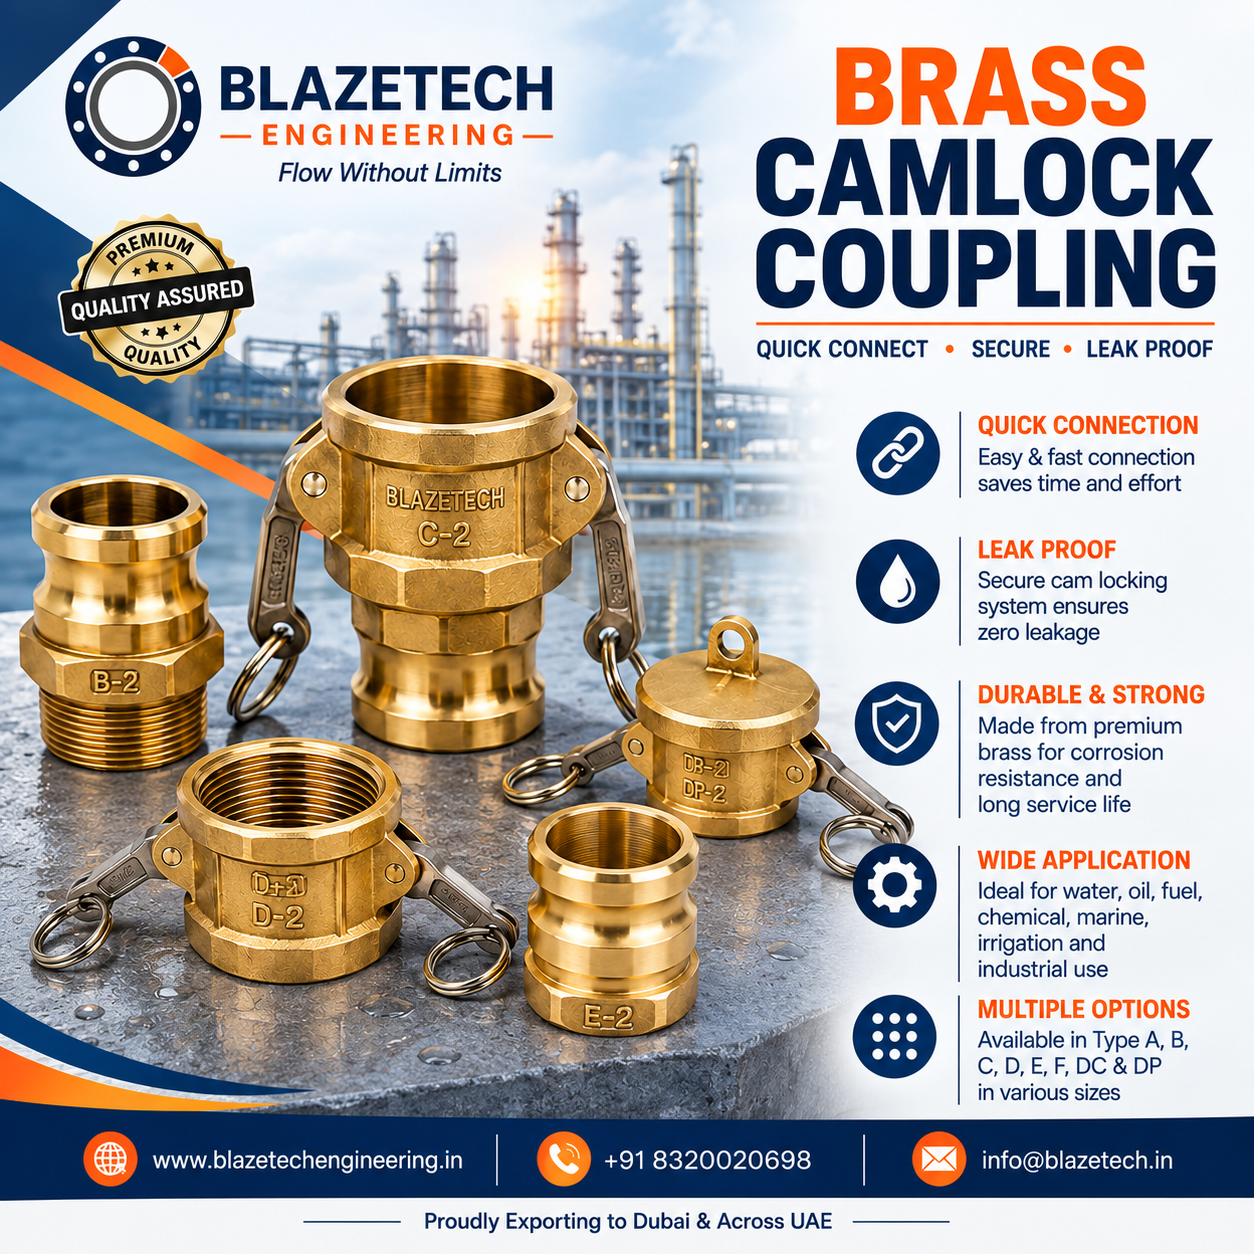 BLAZETECH
ENGINEERING
Flow Without Limits
PREMIUM
QUALITY ASSURED
QUALITY
BRASS
CAMLOCK
COUPLING
QUICK CONNECT • SECURE • LEAK PROOF
BLAZETECH
C-2
B-2
D-2
DP-2
E-2
QUICK CONNECTION
Easy & fast connection
saves time and effort
LEAK PROOF
Secure cam locking
system ensures
zero leakage
DURABLE & STRONG
Made from premium
brass for corrosion
resistance and
long service life
WIDE APPLICATION
Ideal for water, oil, fuel,
chemical, marine,
irrigation and
industrial use
MULTIPLE OPTIONS
Available in Type A, B,
C, D, E, F, DC & DP
in various sizes
www.blazetechengineering.in
+91 8320020698
info@blazetech.in
Proudly Exporting to Dubai & Across UAE